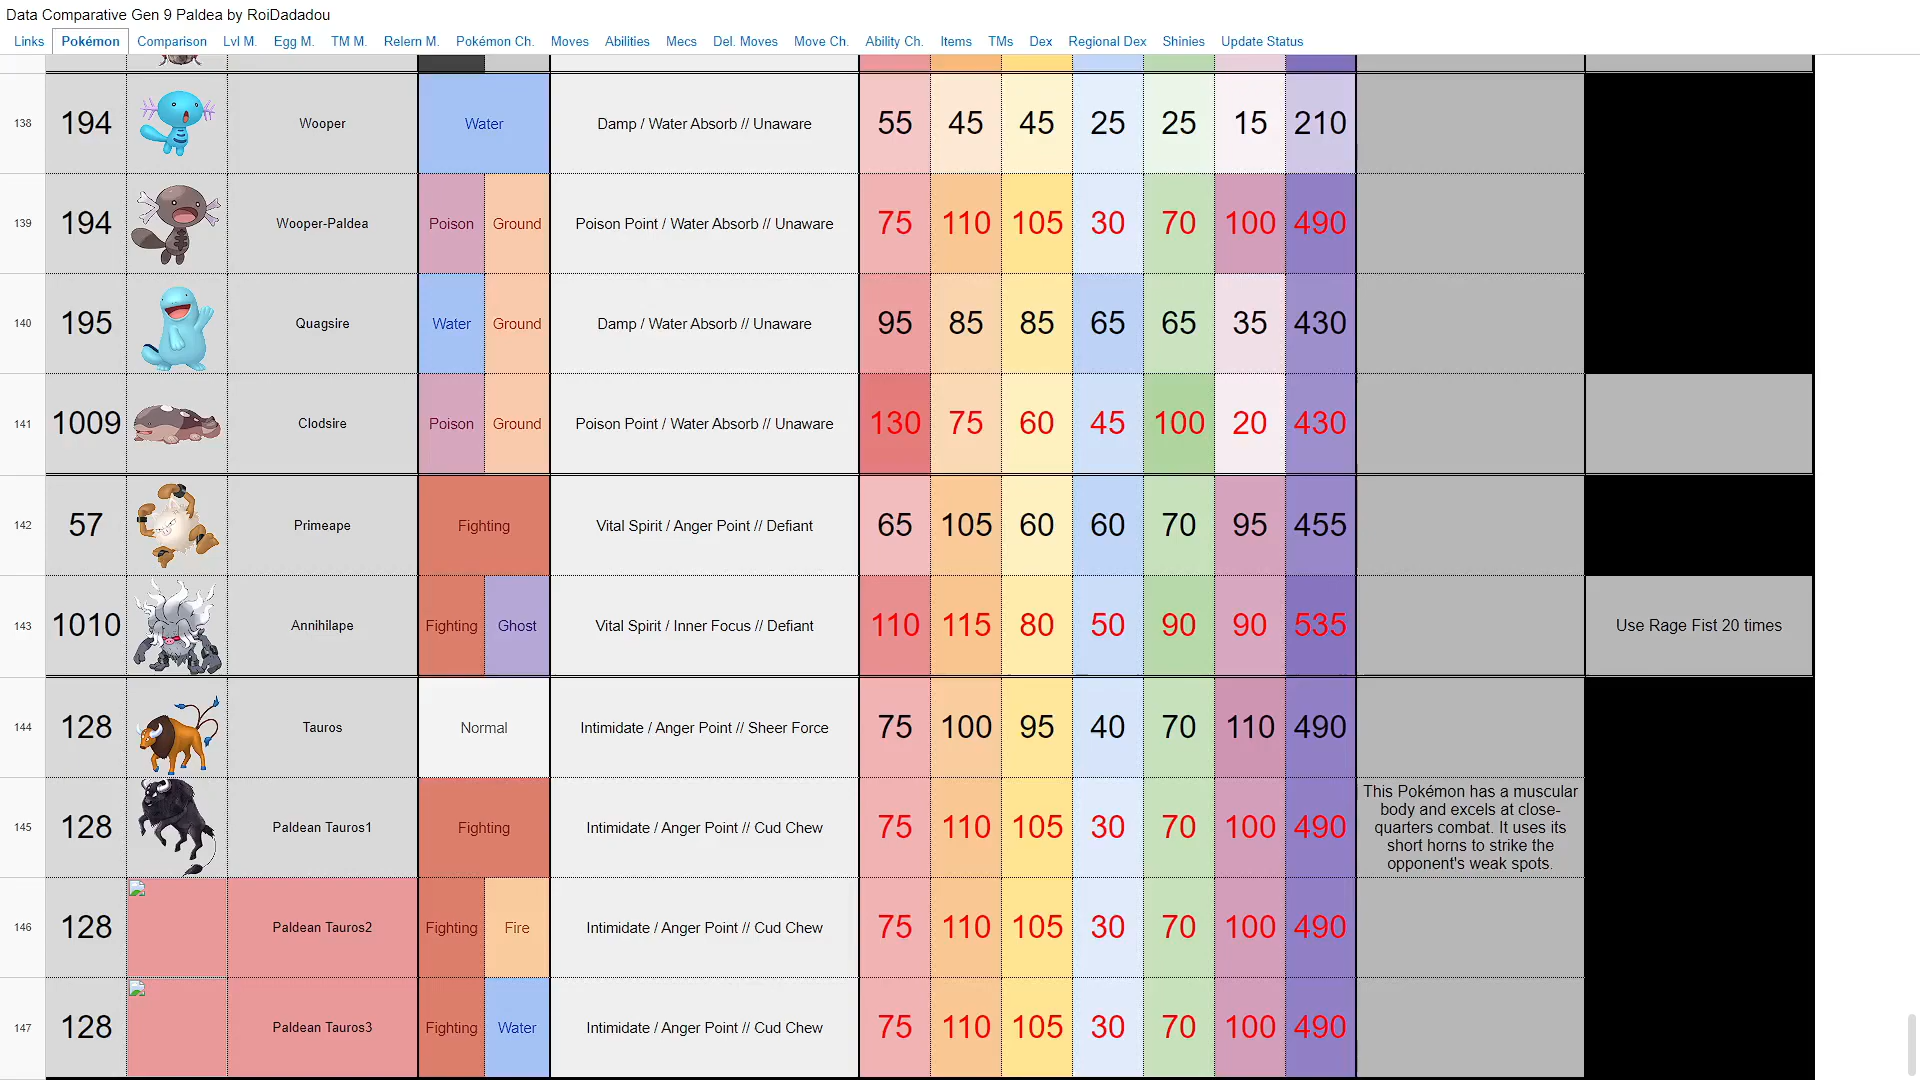 Data Comparative Gen 9 Paldea by RoiDadadou
Links Pokémon Comparison Lvl M. Egg M. TM M. Relern M. Pokémon Ch. Moves Abilities Mecs Del. Moves Move Ch. Ability Ch. Items TMs Dex Regional Dex Shinies Update Status
138 194 Wooper Water Damp / Water Absorb // Unaware 55 45 45 25 25 15 210
139 194 Wooper-Paldea Poison Ground Poison Point / Water Absorb // Unaware 75 110 105 30 70 100 490
140 195 Quagsire Water Ground Damp / Water Absorb // Unaware 95 85 85 65 65 35 430
141 1009 Clodsire Poison Ground Poison Point / Water Absorb // Unaware 130 75 60 45 100 20 430
142 57 Primeape Fighting Vital Spirit / Anger Point // Defiant 65 105 60 60 70 95 455
143 1010 Annihilape Fighting Ghost Vital Spirit / Inner Focus // Defiant 110 115 80 50 90 90 535 Use Rage Fist 20 times
144 128 Tauros Normal Intimidate / Anger Point // Sheer Force 75 100 95 40 70 110 490
145 128 Paldean Tauros1 Fighting Intimidate / Anger Point // Cud Chew 75 110 105 30 70 100 490
This Pokémon has a muscular
body and excels at close-
quarters combat. It uses its
short horns to strike the
opponent's weak spots.
146 128 Paldean Tauros2 Fighting Fire Intimidate / Anger Point // Cud Chew 75 110 105 30 70 100 490
147 128 Paldean Tauros3 Fighting Water Intimidate / Anger Point // Cud Chew 75 110 105 30 70 100 490